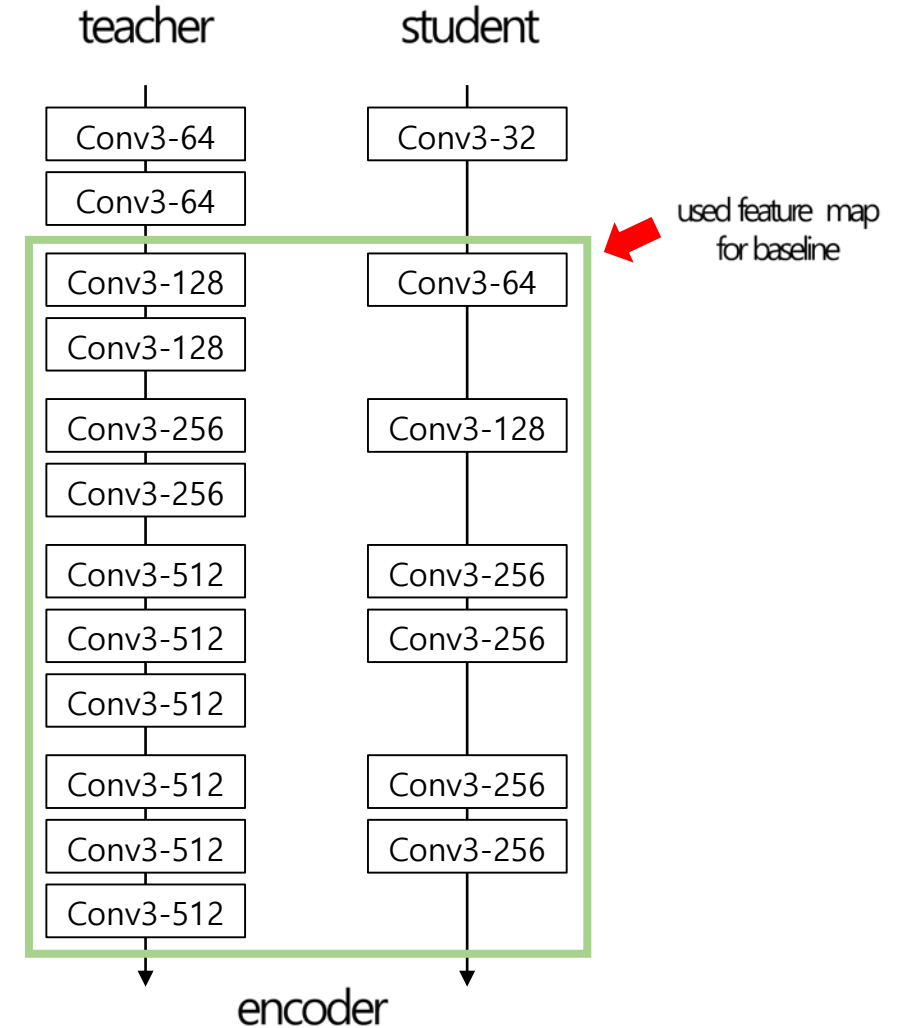 teacher
student
Conv3-64
Conv3-64
Conv3-128
Conv3-128
Conv3-256
Conv3-256
Conv3-512
Conv3-512
Conv3-512
Conv3-512
Conv3-512
Conv3-512
Conv3-32
Conv3-64
Conv3-128
Conv3-256
Conv3-256
Conv3-256
Conv3-256
used feature map
for baseline
encoder